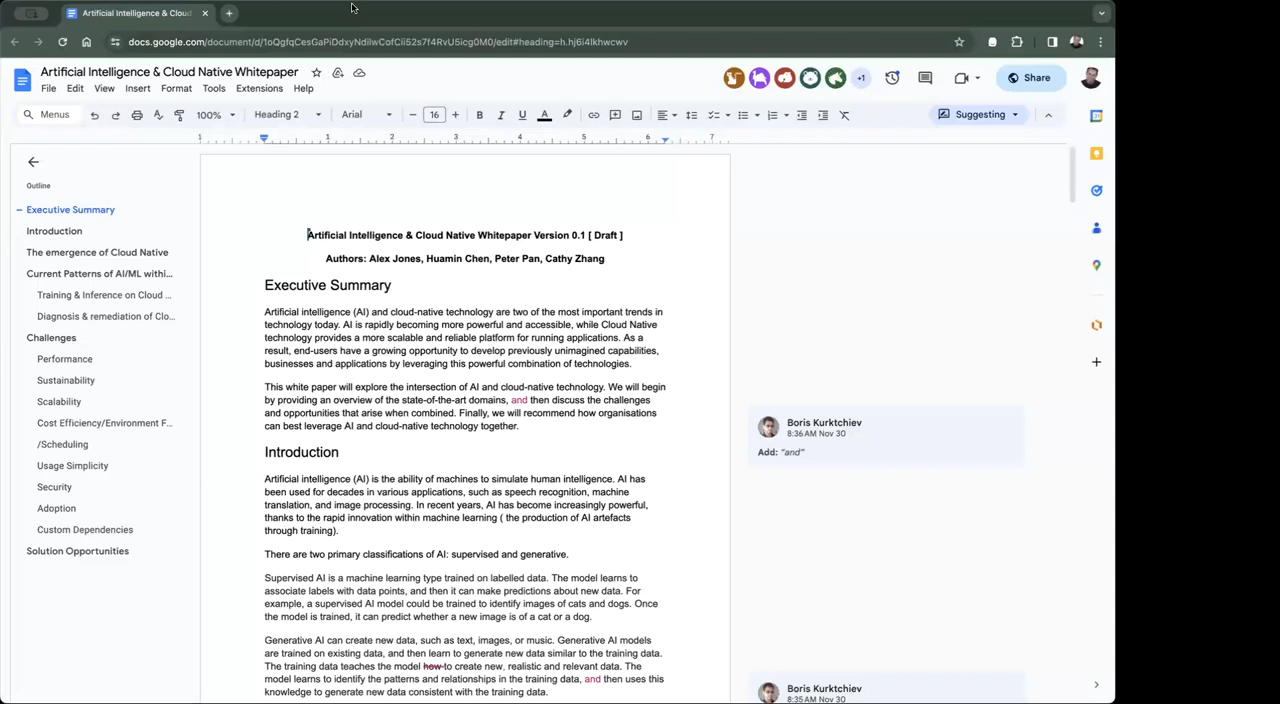 Artificial Intelligence & Cloud
docs.google.com/document/d/1oQgfqCesGaPiDdxyNdilwCofCii52s7f4RvU5icg0M0/edit#heading=h.hj6i4lkhwcwv
Artificial Intelligence & Cloud Native Whitepaper
+1
Share
File Edit View Insert Format Tools Extensions Help
Menus
100%
Heading 2
Arial
16
Suggesting
1 1 2 3 4 5 6 7
Outline
Executive Summary
Introduction
The emergence of Cloud Native
Current Patterns of AI/ML withi...
Training & Inference on Cloud ...
Diagnosis & remediation of Clo...
Challenges
Performance
Sustainability
Scalability
Cost Efficiency/Environment F...
/Scheduling
Usage Simplicity
Security
Adoption
Custom Dependencies
Solution Opportunities
Artificial Intelligence & Cloud Native Whitepaper Version 0.1 [ Draft ]
Authors: Alex Jones, Huamin Chen, Peter Pan, Cathy Zhang
Executive Summary
Artificial intelligence (AI) and cloud-native technology are two of the most important trends in
technology today. AI is rapidly becoming more powerful and accessible, while Cloud Native
technology provides a more scalable and reliable platform for running applications. As a
result, end-users have a growing opportunity to develop previously unimagined capabilities,
businesses and applications by leveraging this powerful combination of technologies.
This white paper will explore the intersection of AI and cloud-native technology. We will begin
by providing an overview of the state-of-the-art domains, and then discuss the challenges
and opportunities that arise when combined. Finally, we will recommend how organisations
can best leverage AI and cloud-native technology together.
Introduction
Artificial intelligence (AI) is the ability of machines to simulate human intelligence. AI has
been used for decades in various applications, such as speech recognition, machine
translation, and image processing. In recent years, AI has become increasingly powerful,
thanks to the rapid innovation within machine learning ( the production of AI artefacts
through training).
There are two primary classifications of AI: supervised and generative.
Supervised AI is a machine learning type trained on labelled data. The model learns to
associate labels with data points, and then it can make predictions about new data. For
example, a supervised AI model could be trained to identify images of cats and dogs. Once
the model is trained, it can predict whether a new image is of a cat or a dog.
Generative AI can create new data, such as text, images, or music. Generative AI models
are trained on existing data, and then learn to generate new data similar to the training data.
The training data teaches the model how to create new, realistic and relevant data. The
model learns to identify the patterns and relationships in the training data, and then uses this
knowledge to generate new data consistent with the training data.
Boris Kurktchiev
8:36 AM Nov 30
Add: "and"
Boris Kurktchiev
8:35 AM Nov 30